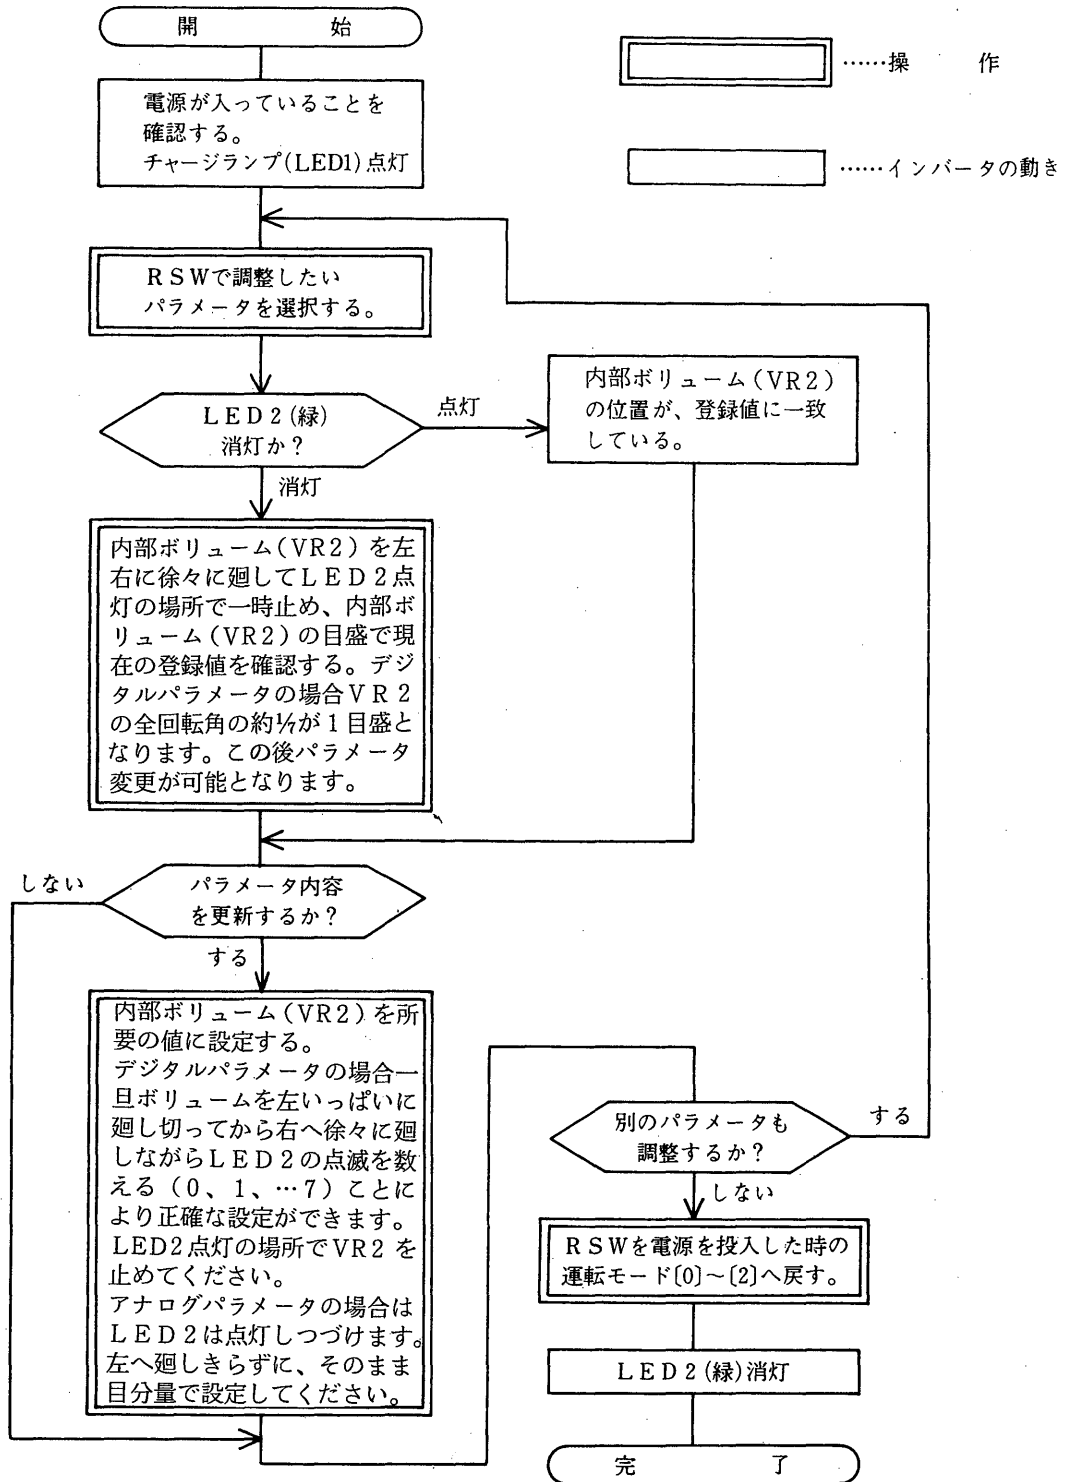 開 始
……操 作
電源が入っていることを
確認する。
チャージランプ(LED1)点灯
……インバータの動き
RSWで調整したい
パラメータを選択する。
LED2(緑)
消灯か?
点灯
内部ボリューム(VR2)
の位置が、登録値に一致
している。
消灯
内部ボリューム(VR2)を左
右に徐々に廻してLED2点
灯の場所で一時止め、内部ボ
リューム(VR2)の目盛で現
在の登録値を確認する。デジ
タルパラメータの場合VR2
の全回転角の約1/7が1目盛と
なります。この後パラメータ
変更が可能となります。
しない
パラメータ内容
を更新するか?
する
内部ボリューム(VR2)を所
要の値に設定する。
デジタルパラメータの場合一
旦ボリュームを左いっぱいに
廻し切ってから右へ徐々に廻
しながらLED2の点滅を数
える(0、1、…7)ことに
より正確な設定ができます。
LED2点灯の場所でVR2を
止めてください。
アナログパラメータの場合は
LED2は点灯しつづけます。
左へ廻しきらずに、そのまま
目分量で設定してください。
別のパラメータも
調整するか?
する
しない
RSWを電源を投入した時の
運転モード[0]~[2]へ戻す。
LED2(緑)消灯
完 了